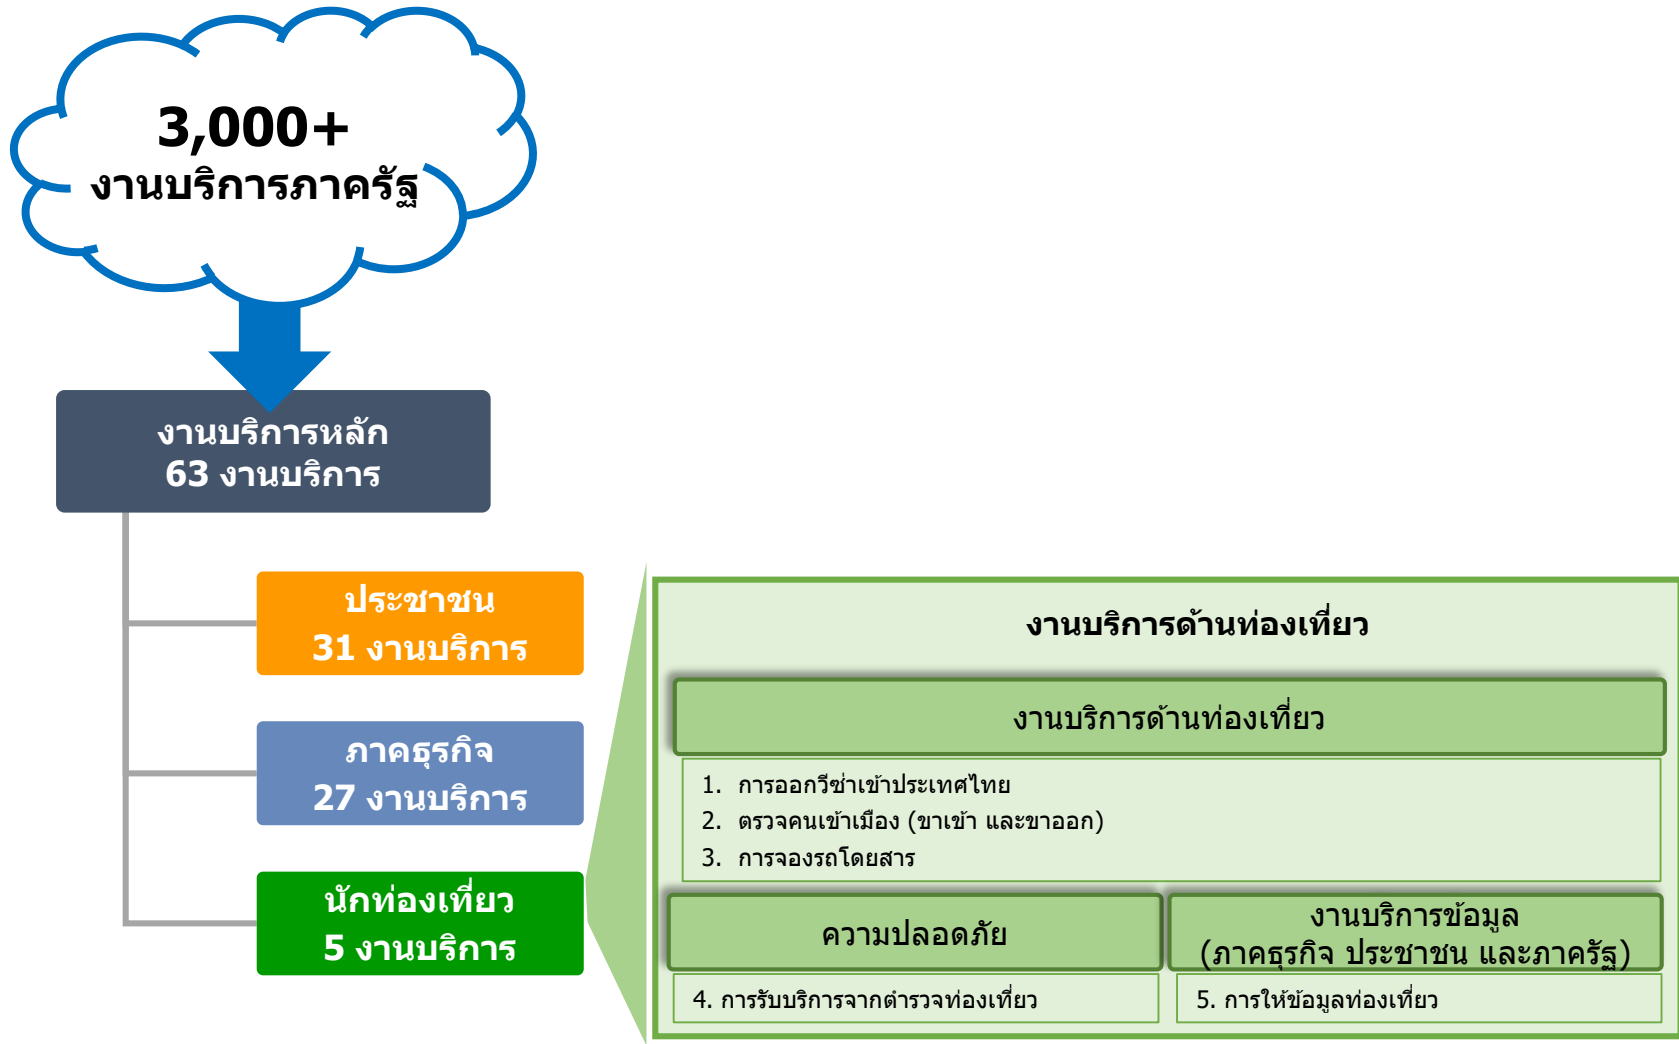 3,000+
งานบริการภาครัฐ
งานบริการหลัก
63 งานบริการ
ประชาชน
31 งานบริการ
ภาคธุรกิจ
27 งานบริการ
นักท่องเที่ยว
5 งานบริการ
งานบริการด้านท่องเที่ยว
งานบริการด้านท่องเที่ยว
1. การออกวีซ่าเข้าประเทศไทย
2. ตรวจคนเข้าเมือง (ขาเข้า และขาออก)
3. การจองรถโดยสาร
ความปลอดภัย
4. การรับบริการจากตำรวจท่องเที่ยว
งานบริการข้อมูล
(ภาคธุรกิจ ประชาชน และภาครัฐ)
5. การให้ข้อมูลท่องเที่ยว